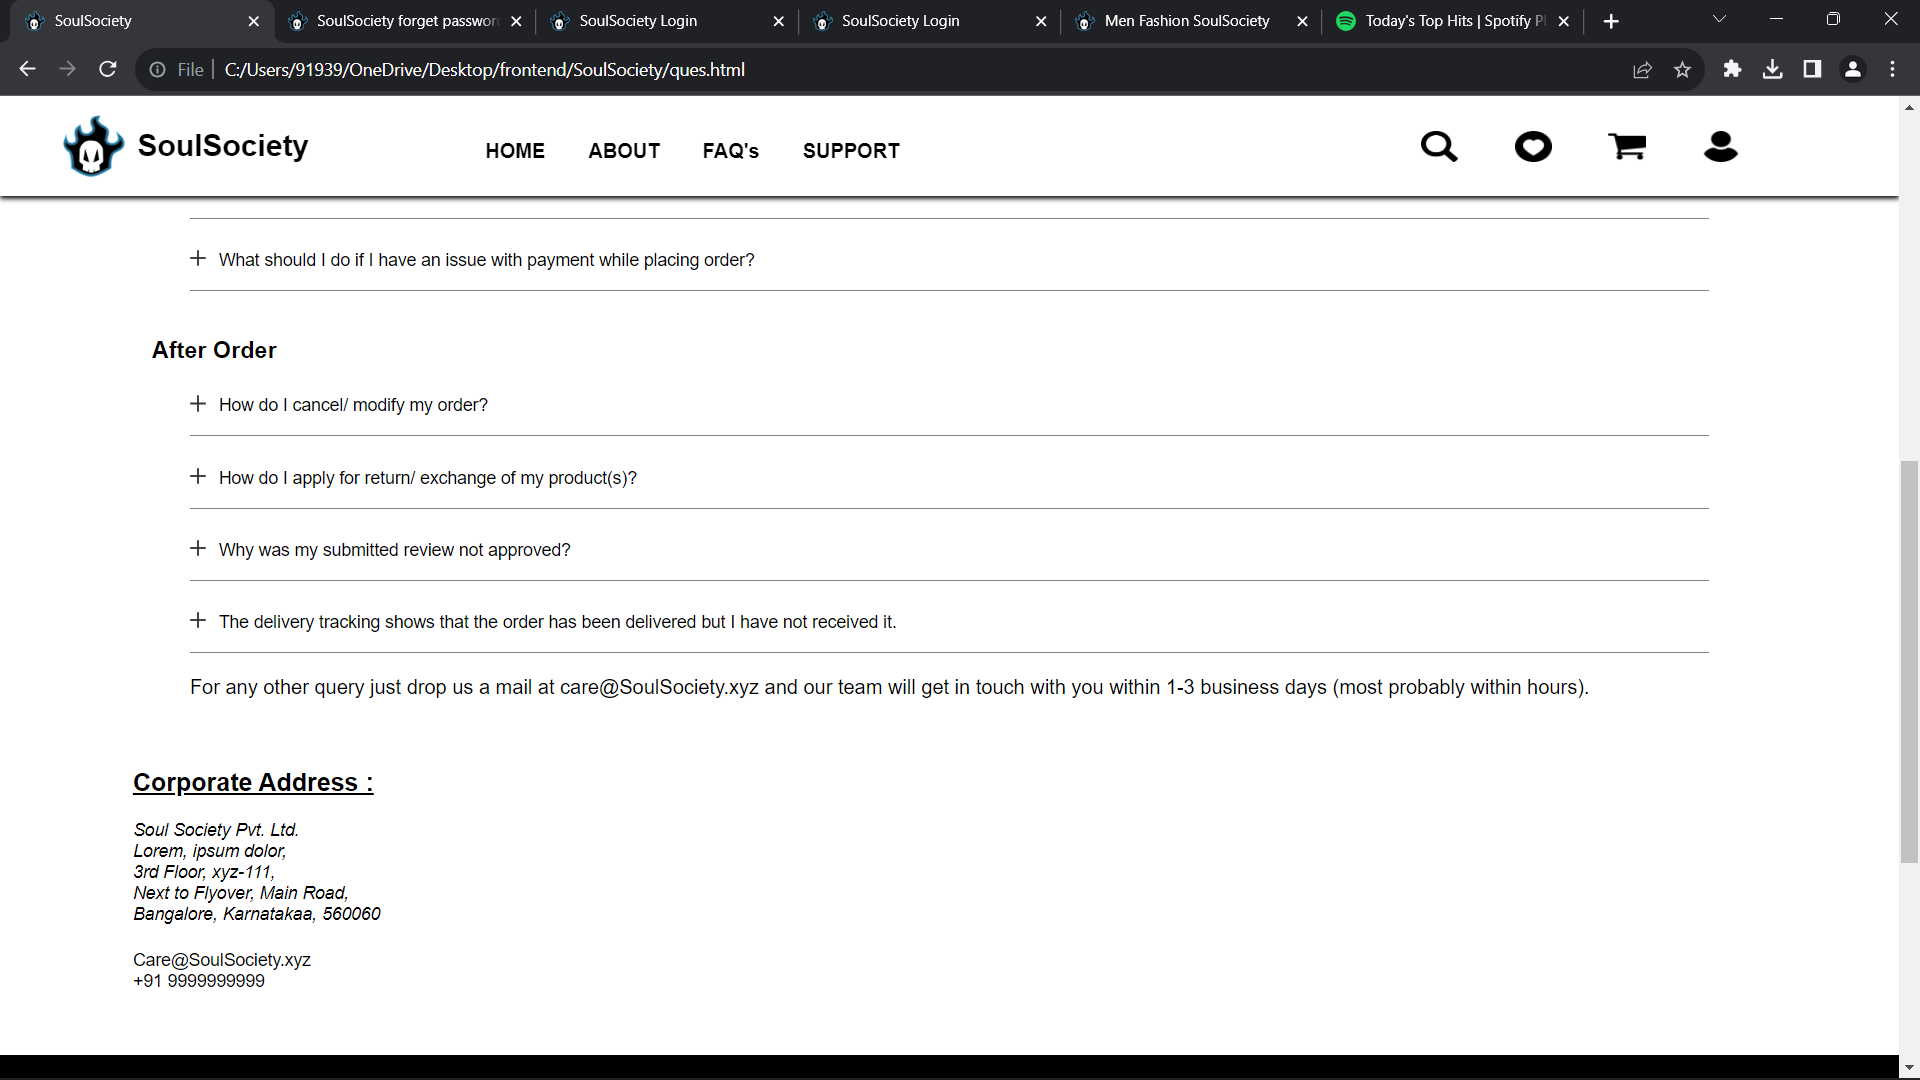 SoulSociety
SoulSociety forget passwor
SoulSociety Login
SoulSociety Login
Men Fashion SoulSociety
Today's Top Hits | Spotify Pl
File
C:/Users/91939/OneDrive/Desktop/frontend/SoulSociety/ques.html
SoulSociety
HOME
ABOUT
FAQ's
SUPPORT
What should I do if I have an issue with payment while placing order?
After Order
How do I cancel/ modify my order?
How do I apply for return/ exchange of my product(s)?
Why was my submitted review not approved?
The delivery tracking shows that the order has been delivered but I have not received it.
For any other query just drop us a mail at care@SoulSociety.xyz and our team will get in touch with you within 1-3 business days (most probably within hours).
Corporate Address :
Soul Society Pvt. Ltd.
Lorem, ipsum dolor,
3rd Floor, xyz-111,
Next to Flyover, Main Road,
Bangalore, Karnatakaa, 560060
Care@SoulSociety.xyz
+91 9999999999